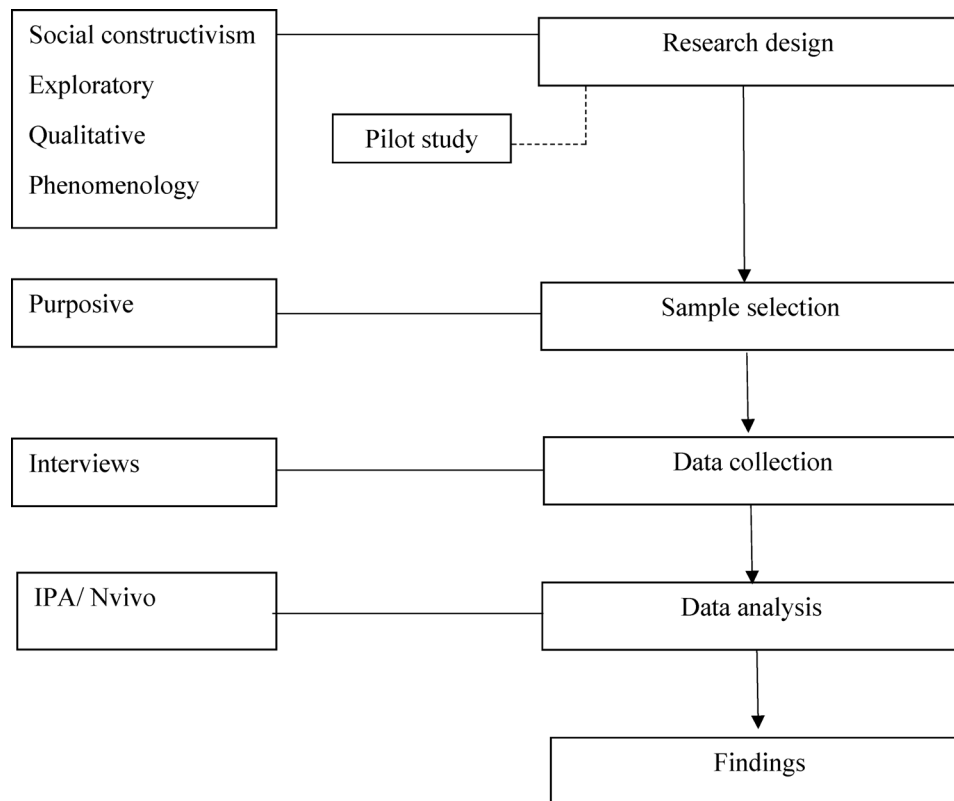 Social constructivism
Exploratory
Qualitative
Phenomenology
Research design
Pilot study
Purposive
Sample selection
Interviews
Data collection
IPA/ Nvivo
Data analysis
Findings